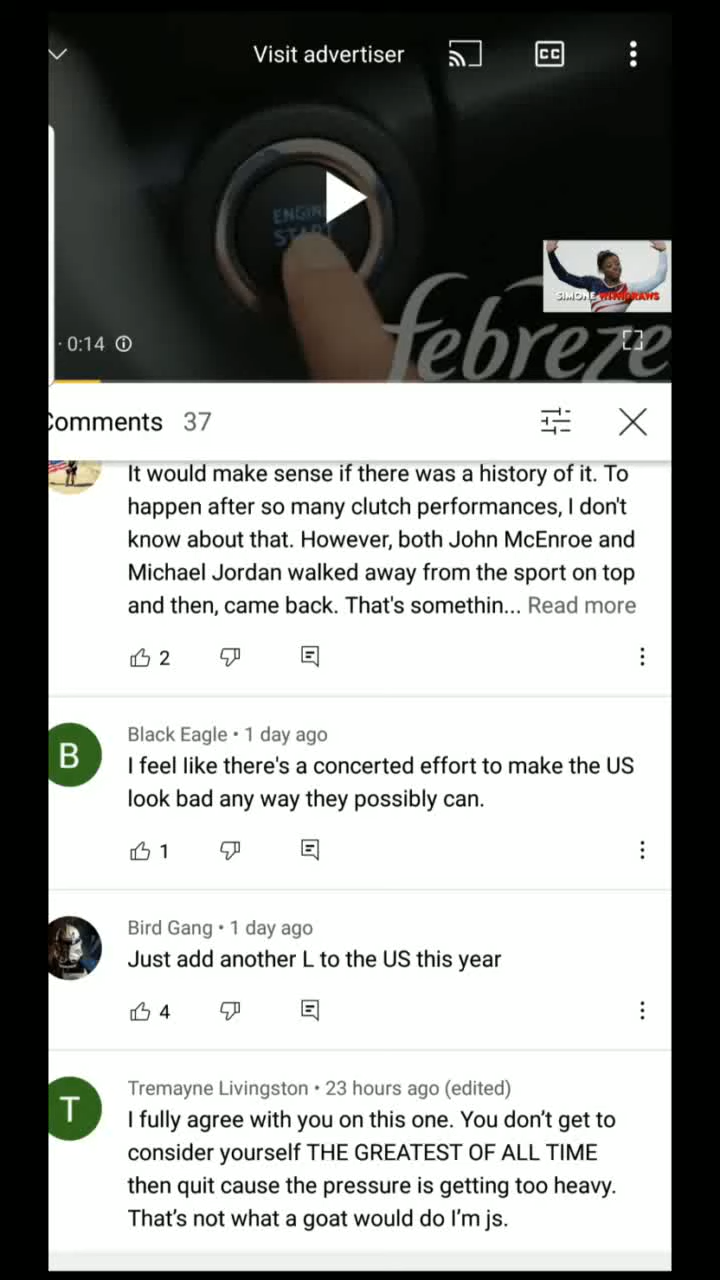 Visit advertiser
CC
ENGINE
START
SIMONE WITHDRAWS
· 0:14
febreze
Comments 37
It would make sense if there was a history of it. To
happen after so many clutch performances, I don't
know about that. However, both John McEnroe and
Michael Jordan walked away from the sport on top
and then, came back. That's somethin... Read more
2
B
Black Eagle • 1 day ago
I feel like there's a concerted effort to make the US
look bad any way they possibly can.
1
Bird Gang • 1 day ago
Just add another L to the US this year
4
T
Tremayne Livingston • 23 hours ago (edited)
I fully agree with you on this one. You don’t get to
consider yourself THE GREATEST OF ALL TIME
then quit cause the pressure is getting too heavy.
That’s not what a goat would do I’m js.